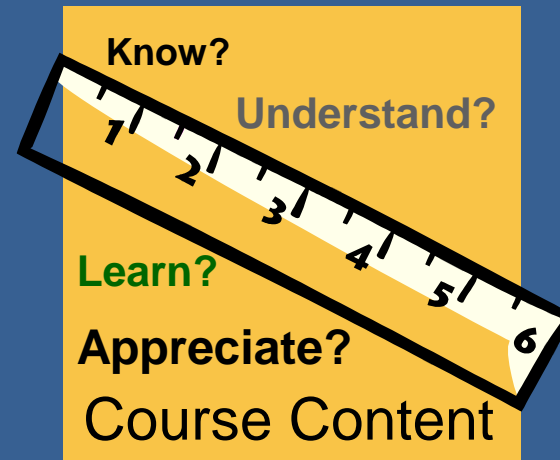 Know?
Understand?
1 2 3 4 5 6
Learn?
Appreciate?
Course Content